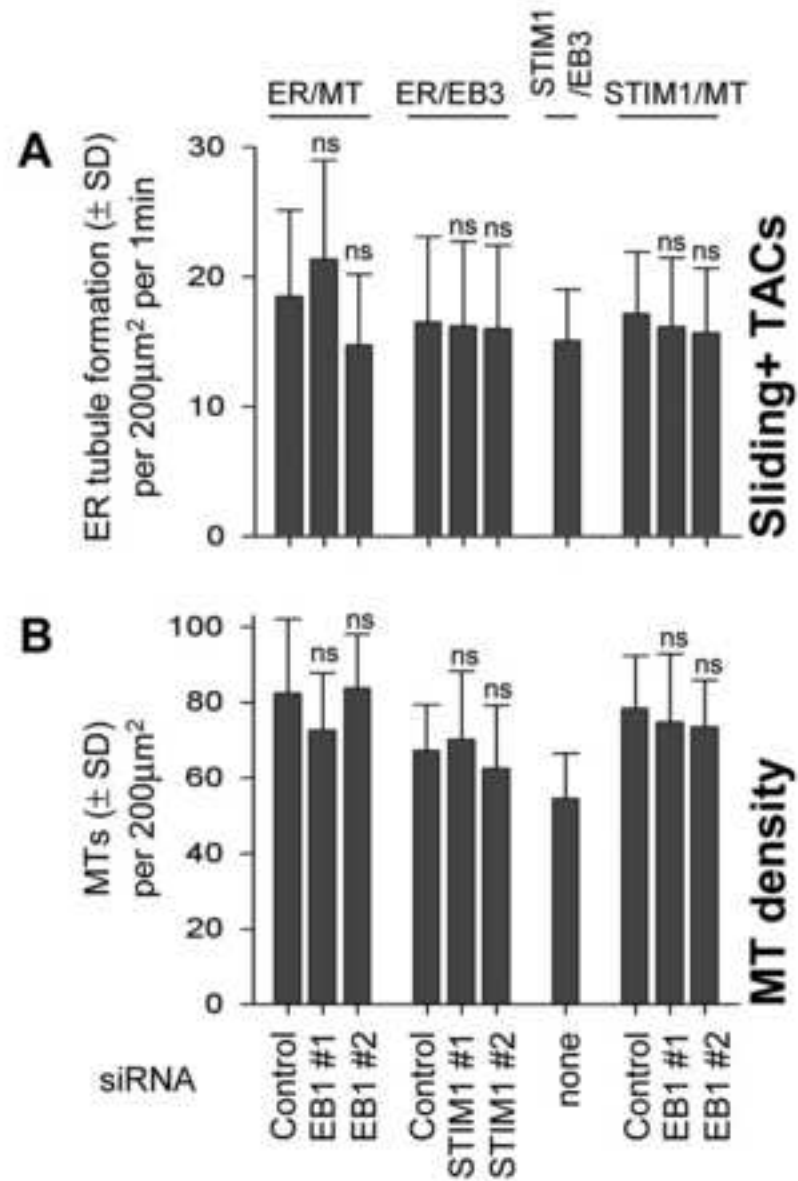 ER/MT ER/EB3 STIM1 /EB3 STIM1/MT
A
ER tubule formation (± SD)
per 200µm² per 1min
30
20
10
0
ns ns ns ns ns ns
Sliding+ TACs
B
MTs (± SD)
per 200µm²
100
80
60
40
20
0
ns ns ns ns ns ns
MT density
siRNA
Control
EB1 #1
EB1 #2
Control
STIM1 #1
STIM1 #2
none
Control
EB1 #1
EB1 #2